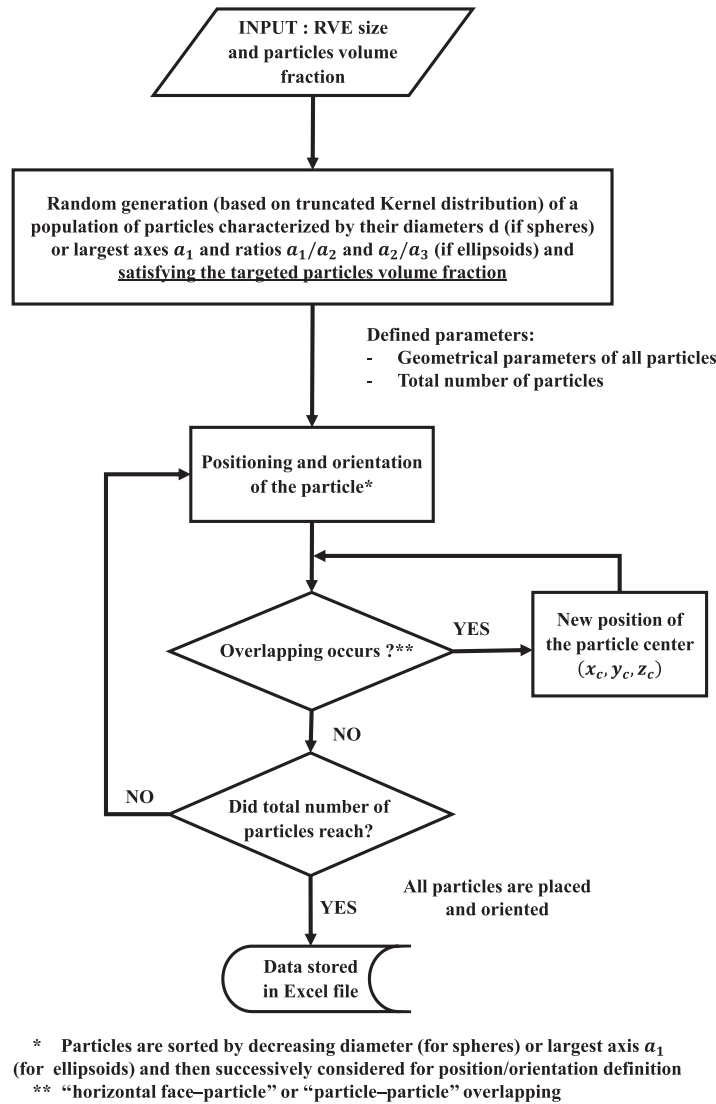 INPUT : RVE size
and particles volume
fraction
Random generation (based on truncated Kernel distribution) of a
population of particles characterized by their diameters d (if spheres)
or largest axes a₁ and ratios a₁/a₂ and a₂/a₃ (if ellipsoids) and
satisfying the targeted particles volume fraction
Defined parameters:
- Geometrical parameters of all particles
- Total number of particles
Positioning and orientation
of the particle*
Overlapping occurs ?**
YES
New position of
the particle center
(x_c, y_c, z_c)
NO
Did total number of
particles reach?
NO
YES
All particles are placed
and oriented
Data stored
in Excel file
* Particles are sorted by decreasing diameter (for spheres) or largest axis a₁
(for ellipsoids) and then successively considered for position/orientation definition
** “horizontal face–particle” or “particle–particle” overlapping